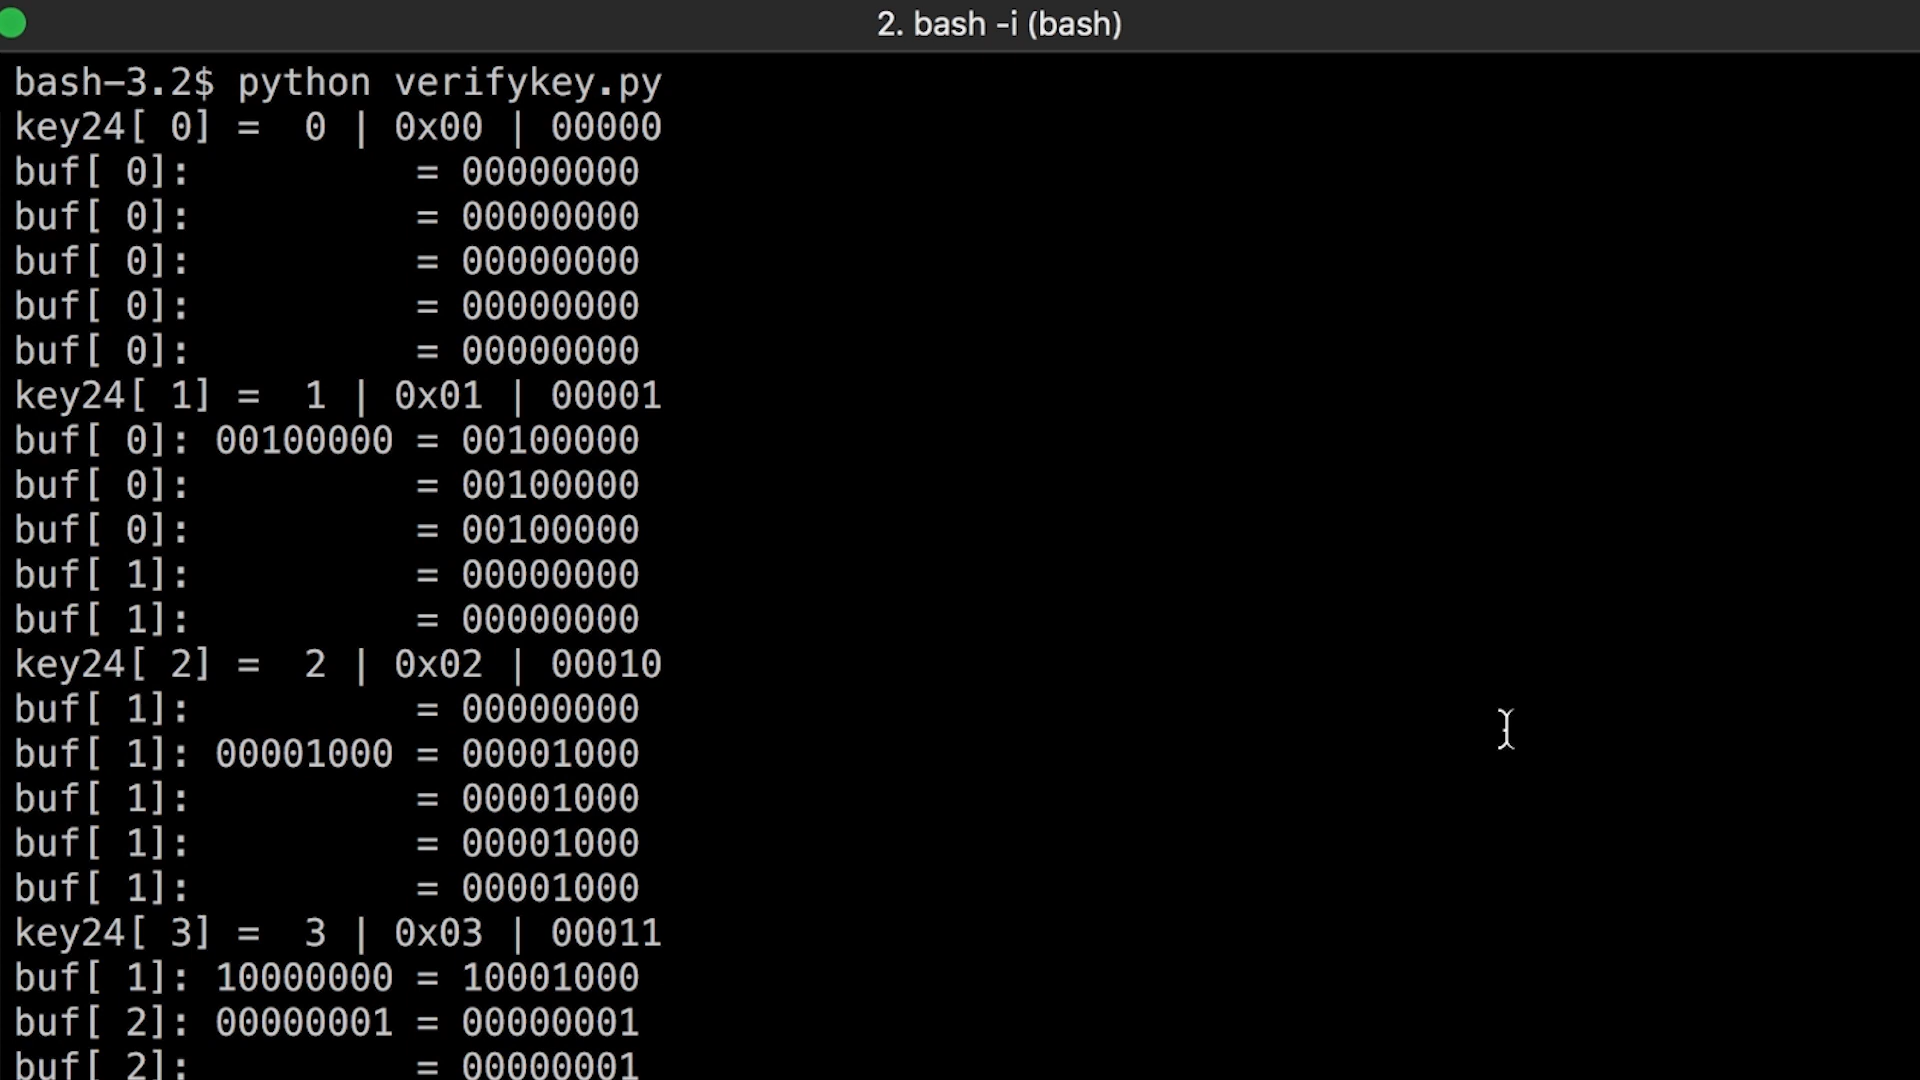 2. bash -i (bash)
bash-3.2$ python verifykey.py
key24[ 0] =  0 | 0x00 | 00000
buf[ 0]:          = 00000000
buf[ 0]:          = 00000000
buf[ 0]:          = 00000000
buf[ 0]:          = 00000000
buf[ 0]:          = 00000000
key24[ 1] =  1 | 0x01 | 00001
buf[ 0]: 00100000 = 00100000
buf[ 0]:          = 00100000
buf[ 0]:          = 00100000
buf[ 1]:          = 00000000
buf[ 1]:          = 00000000
key24[ 2] =  2 | 0x02 | 00010
buf[ 1]:          = 00000000
buf[ 1]: 00001000 = 00001000
buf[ 1]:          = 00001000
buf[ 1]:          = 00001000
buf[ 1]:          = 00001000
key24[ 3] =  3 | 0x03 | 00011
buf[ 1]: 10000000 = 10001000
buf[ 2]: 00000001 = 00000001
buf[ 2]:          = 00000001